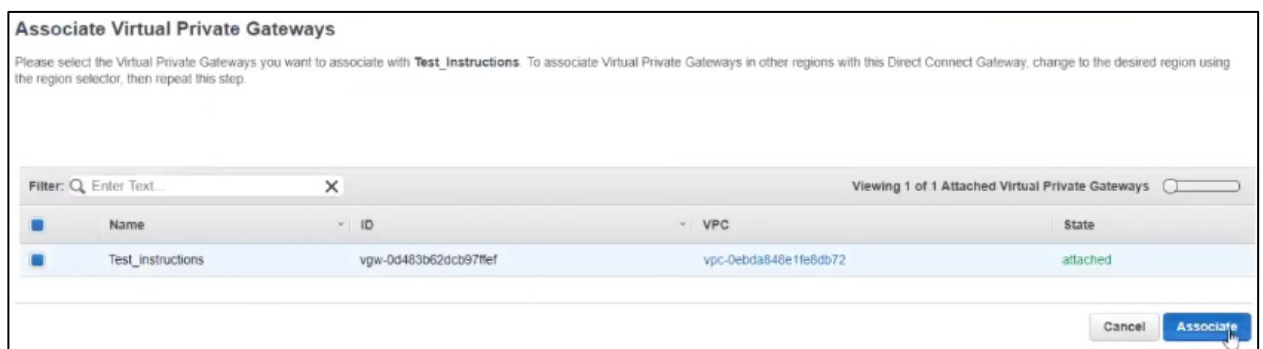 Associate Virtual Private Gateways
Please select the Virtual Private Gateways you want to associate with Test_Instructions. To associate Virtual Private Gateways in other regions with this Direct Connect Gateway, change to the desired region using
the region selector, then repeat this step.
Filter: Enter Text... Viewing 1 of 1 Attached Virtual Private Gateways
Name ID VPC State
Test_instructions vgw-0d483b62dcb97ffef vpc-0ebda848e1fe8db72 attached
Cancel Associate